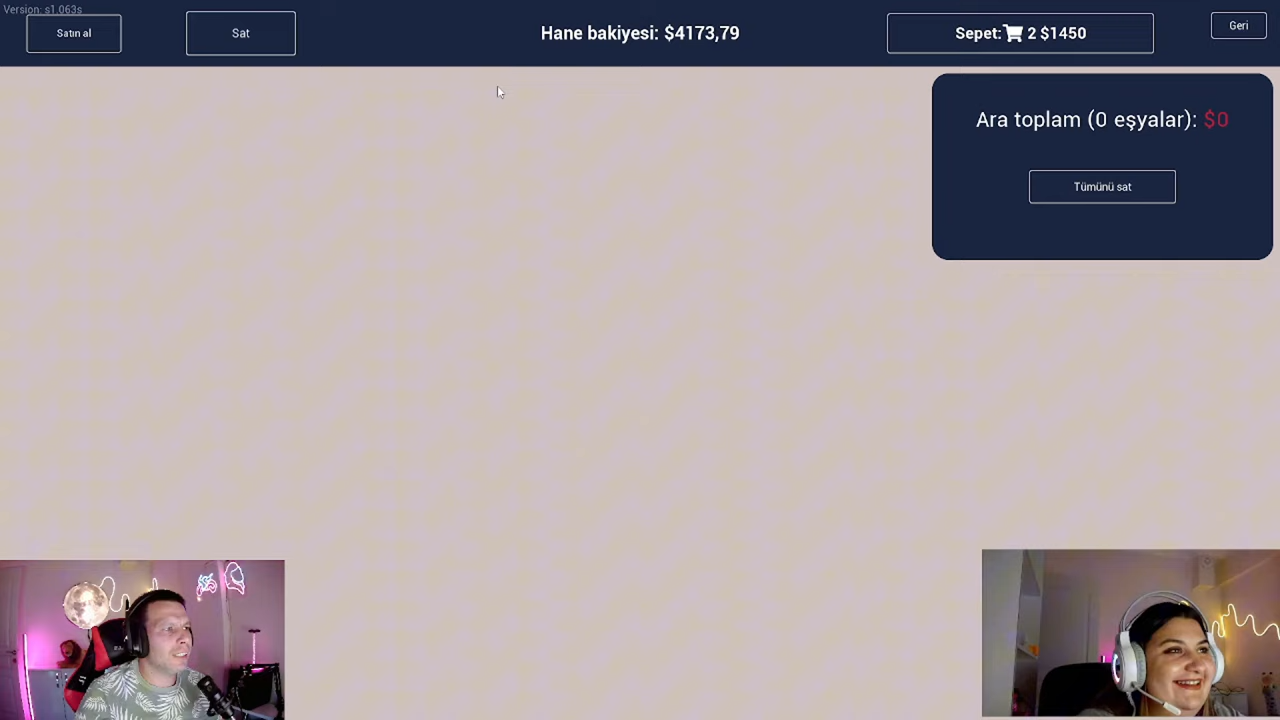 Version: s1.063s
Satın al
Sat
Hane bakiyesi: $4173,79
Sepet: 2 $1450
Geri
Ara toplam (0 eşyalar): $0
Tümünü sat